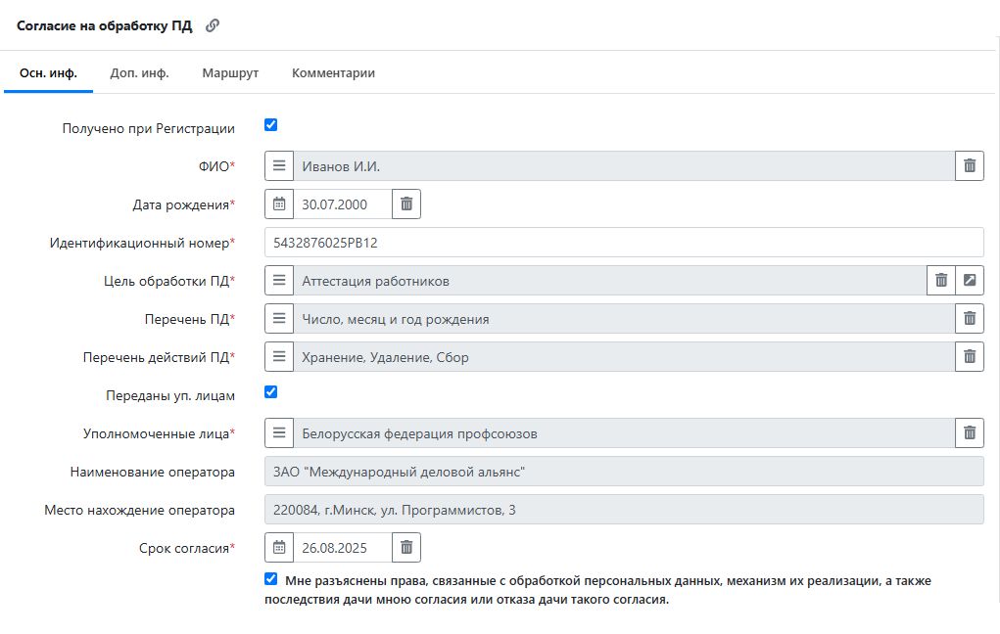 Согласие на обработку ПД
Осн. инф. Доп. инф. Маршрут Комментарии
Получено при Регистрации
ФИО* Иванов И.И.
Дата рождения* 30.07.2000
Идентификационный номер* 5432876025РВ12
Цель обработки ПД* Аттестация работников
Перечень ПД* Число, месяц и год рождения
Перечень действий ПД* Хранение, Удаление, Сбор
Переданы уп. лицам
Уполномоченные лица* Белорусская федерация профсоюзов
Наименование оператора ЗАО "Международный деловой альянс"
Место нахождение оператора 220084, г.Минск, ул. Программистов, 3
Срок согласия* 26.08.2025
Мне разъяснены права, связанные с обработкой персональных данных, механизм их реализации, а также
последствия дачи мною согласия или отказа дачи такого согласия.